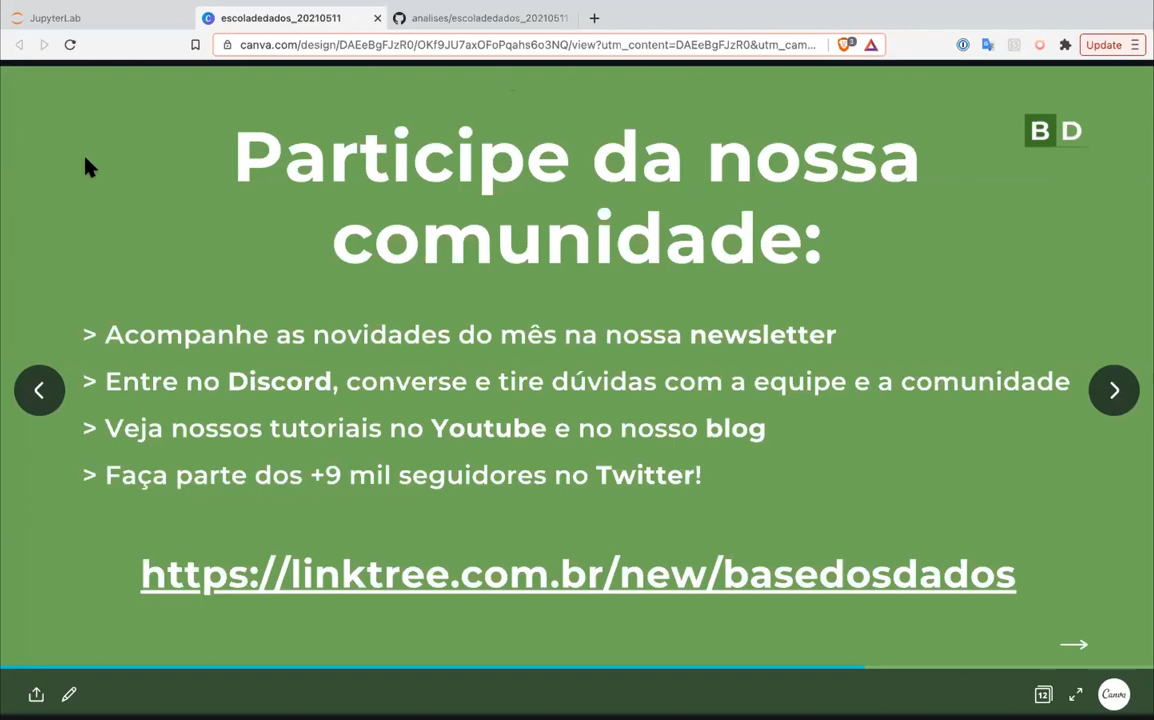 JupyterLab
escoladedados_20210511
analises/escoladedados_20210511
canva.com/design/DAEeBgFJzR0/OKf9JU7axOFoPqahs6o3NQ/view?utm_content=DAEeBgFJzR0&utm_cam...
3
Update
B D
Participe da nossa
comunidade:
> Acompanhe as novidades do mês na nossa newsletter
> Entre no Discord, converse e tire dúvidas com a equipe e a comunidade
> Veja nossos tutoriais no Youtube e no nosso blog
> Faça parte dos +9 mil seguidores no Twitter!
https://linktree.com.br/new/basedosdados
12
Canva